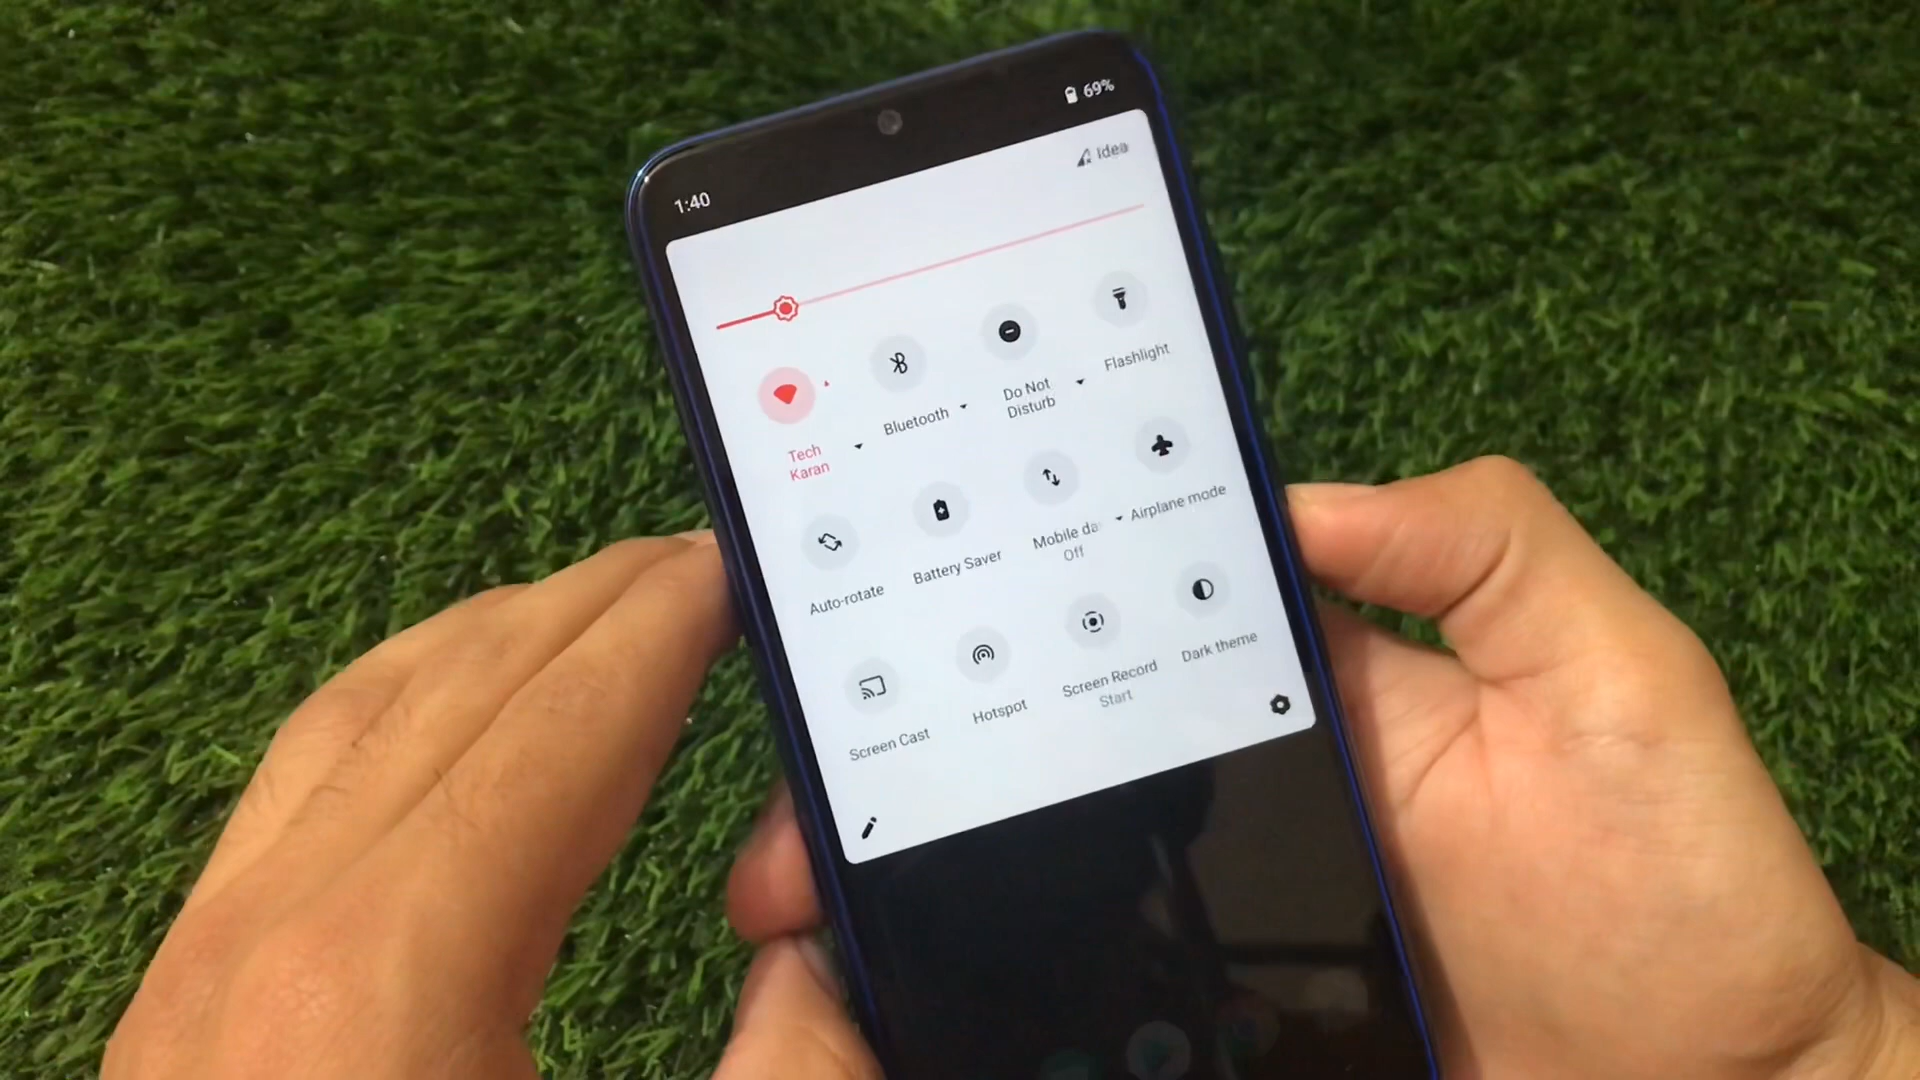 69%
1:40
Idea
Flashlight
Do Not
Disturb
Bluetooth
Tech
Karan
Airplane mode
Mobile da
Off
Battery Saver
Auto-rotate
Dark theme
Screen Record
Start
Hotspot
Screen Cast